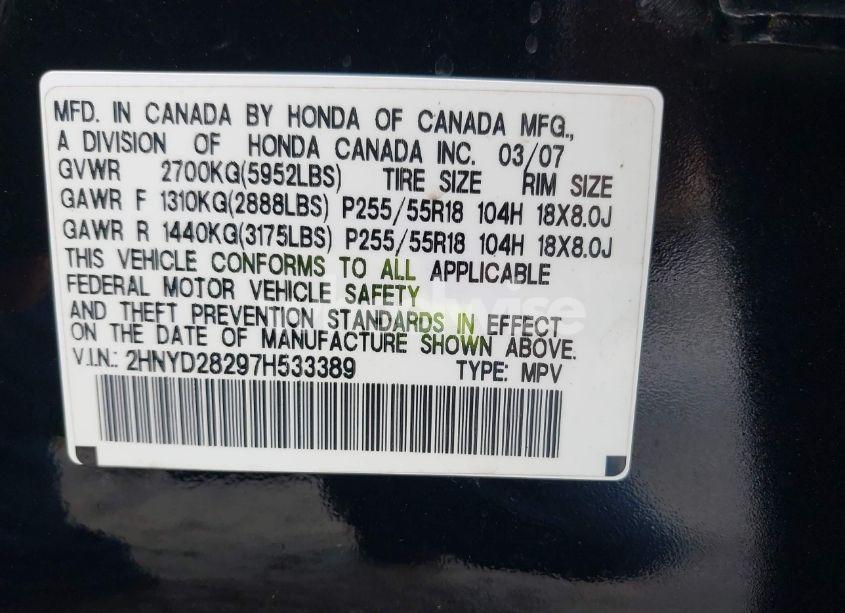 MFD. IN CANADA BY HONDA OF CANADA MFG.,
A DIVISION OF HONDA CANADA INC. 03/07
GVWR 2700KG(5952LBS) TIRE SIZE RIM SIZE
GAWR F 1310KG(2888LBS) P255/55R18 104H 18X8.0J
GAWR R 1440KG(3175LBS) P255/55R18 104H 18X8.0J
THIS VEHICLE CONFORMS TO ALL APPLICABLE
FEDERAL MOTOR VEHICLE SAFETY
AND THEFT PREVENTION STANDARDS IN EFFECT
ON THE DATE OF MANUFACTURE SHOWN ABOVE.
V.I.N.: 2HNYD28297H533389 TYPE: MPV